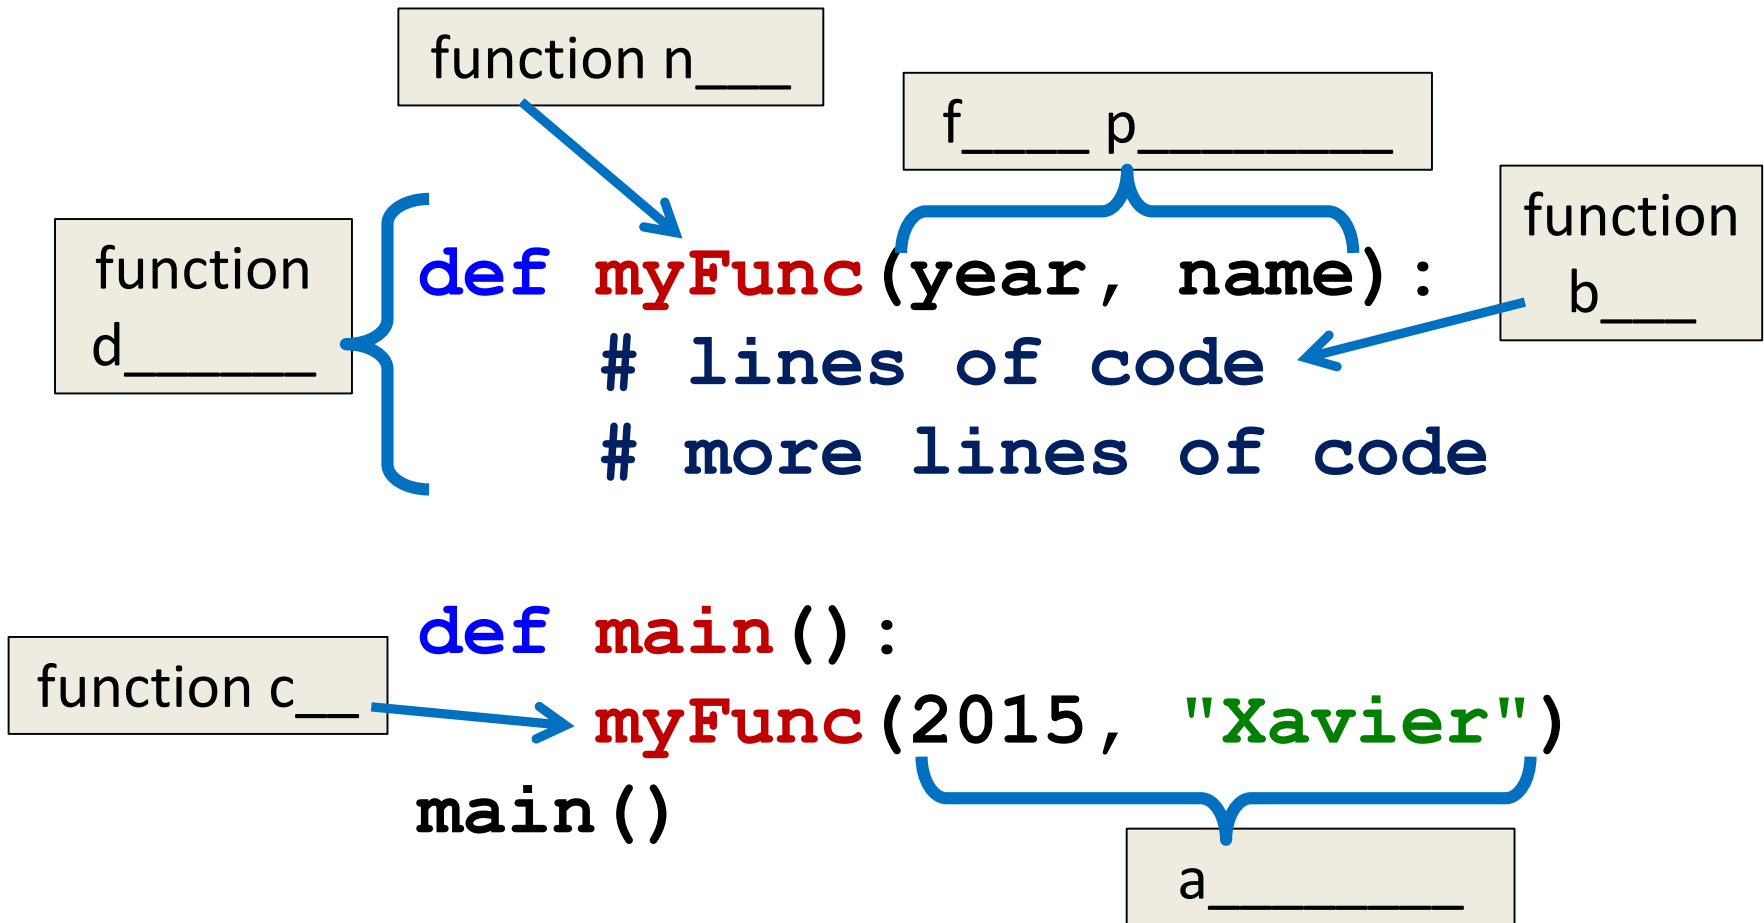 function n___
f____ p________
function
b___
function
d______
def myFunc(year, name):
# lines of code
# more lines of code
def main():
function c__
myFunc(2015, "Xavier")
main()
a________